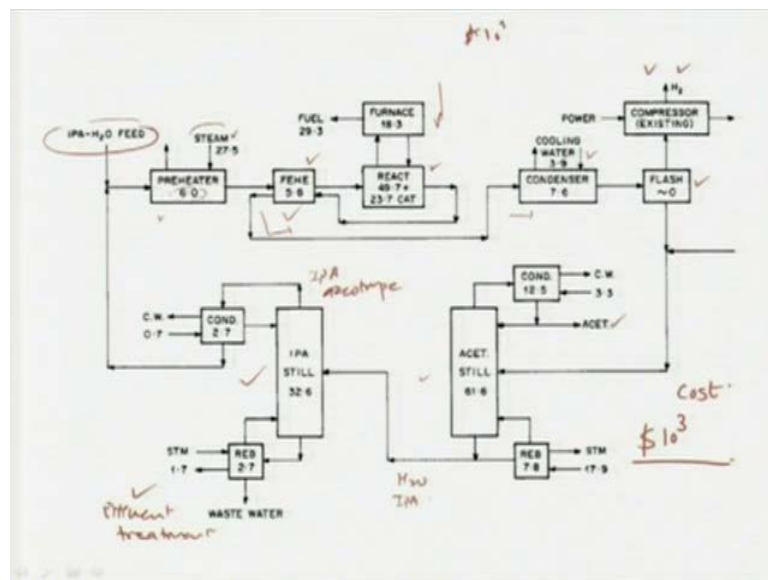 $10³
H₂
IPA-H₂O FEED
STEAM
27·5
FUEL
29·3
FURNACE
18·3
POWER
COMPRESSOR
(EXISTING)
COOLING
WATER
3·9
PREHEATER
6·0
FEHE
5·8
REACT
49·7+
23·7 CAT
CONDENSER
7·6
FLASH
~0
IPA
azeotrope
COND.
12·5
C.W.
3·3
ACET.
C.W.
0·7
COND.
2·7
IPA
STILL
32·6
ACET.
STILL
61·6
Cost
$10³
STM
1·7
REB
2·7
H₂O
IPA
REB
7·8
STM
17·9
Effluent
treatment
WASTE WATER